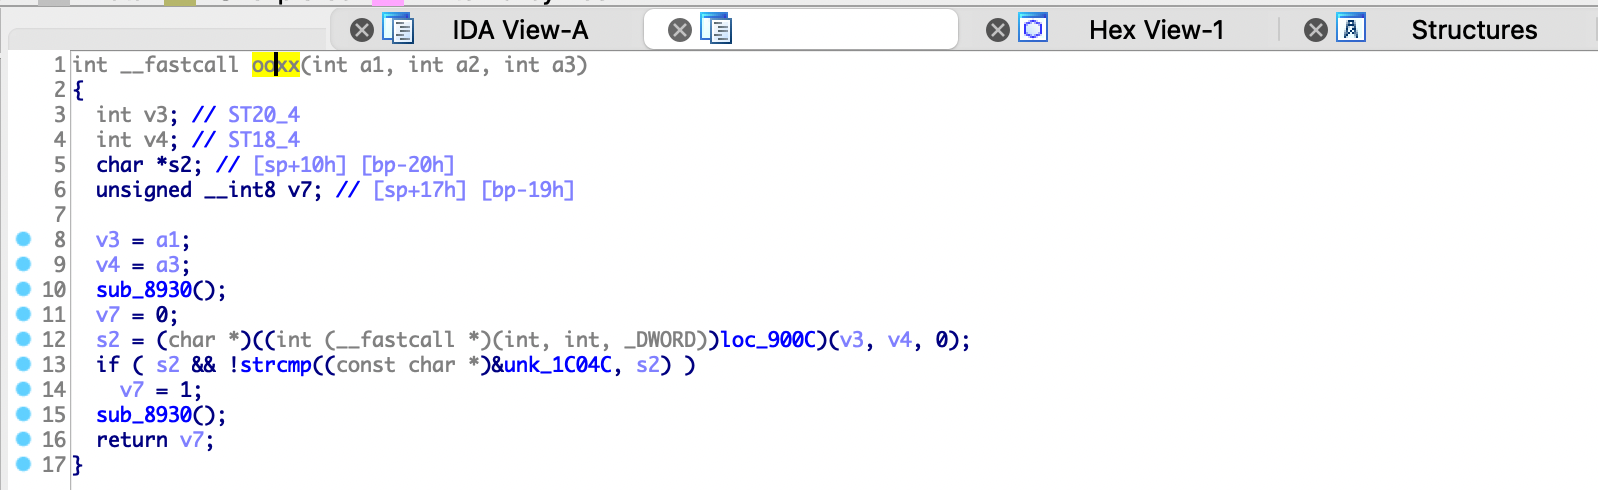 IDA View-A
Hex View-1
Structures
1 int __fastcall ooxx(int a1, int a2, int a3)
2 {
3   int v3; // ST20_4
4   int v4; // ST18_4
5   char *s2; // [sp+10h] [bp-20h]
6   unsigned __int8 v7; // [sp+17h] [bp-19h]
7
8   v3 = a1;
9   v4 = a3;
10   sub_8930();
11   v7 = 0;
12   s2 = (char *)((int (__fastcall *)(int, int, _DWORD))loc_900C)(v3, v4, 0);
13   if ( s2 && !strcmp((const char *)&unk_1C04C, s2) )
14     v7 = 1;
15   sub_8930();
16   return v7;
17 }